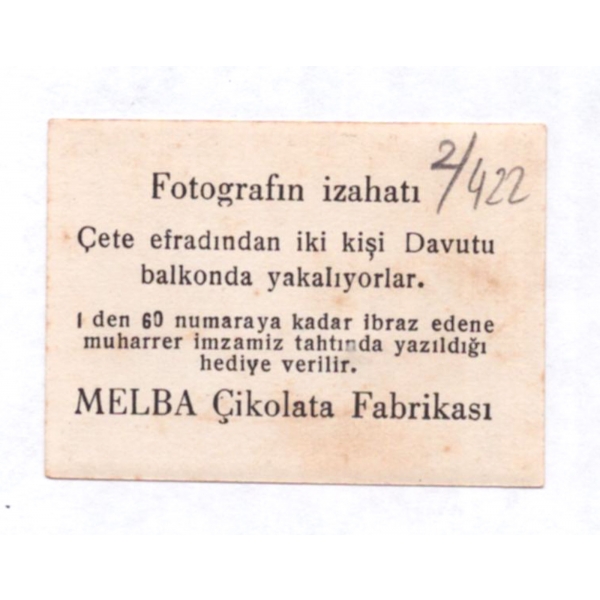 2/422
Fotografın izahatı
Çete efradından iki kişi Davutu
balkonda yakalıyorlar.
1 den 60 numaraya kadar ibraz edene
muharrer imzamiz tahtında yazıldığı
hediye verilir.
MELBA Çikolata Fabrikası